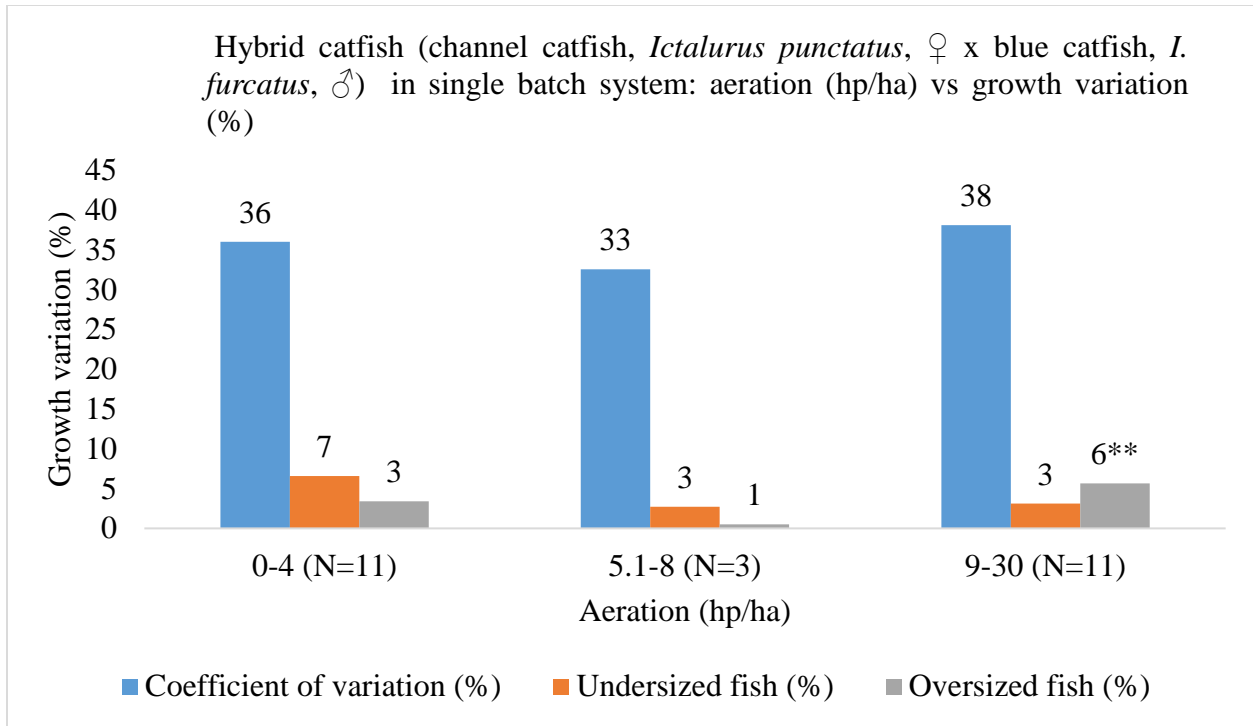 Hybrid catfish (channel catfish, Ictalurus punctatus, ♀ x blue catfish, I.
furcatus, ♂) in single batch system: aeration (hp/ha) vs growth variation
(%)
Growth variation (%)
45
40
35
30
25
20
15
10
5
0
36
7
3
33
3
1
38
3
6**
0-4 (N=11)
5.1-8 (N=3)
9-30 (N=11)
Aeration (hp/ha)
Coefficient of variation (%)
Undersized fish (%)
Oversized fish (%)